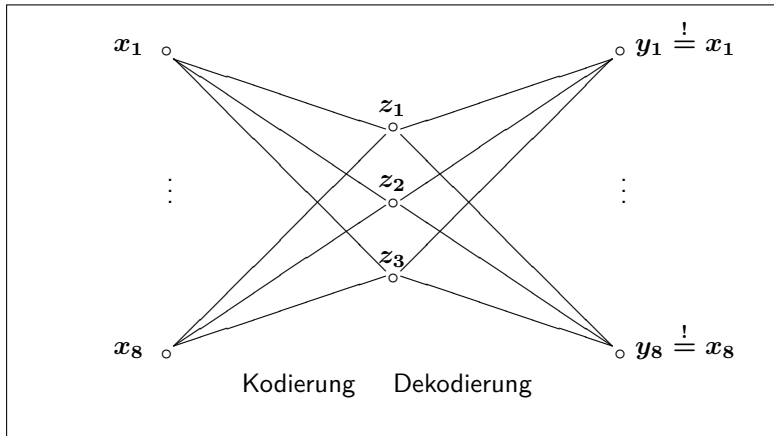 x₁ y₁ =! x₁
z₁
⋮ z₂ ⋮
z₃
x₈ y₈ =! x₈
Kodierung Dekodierung